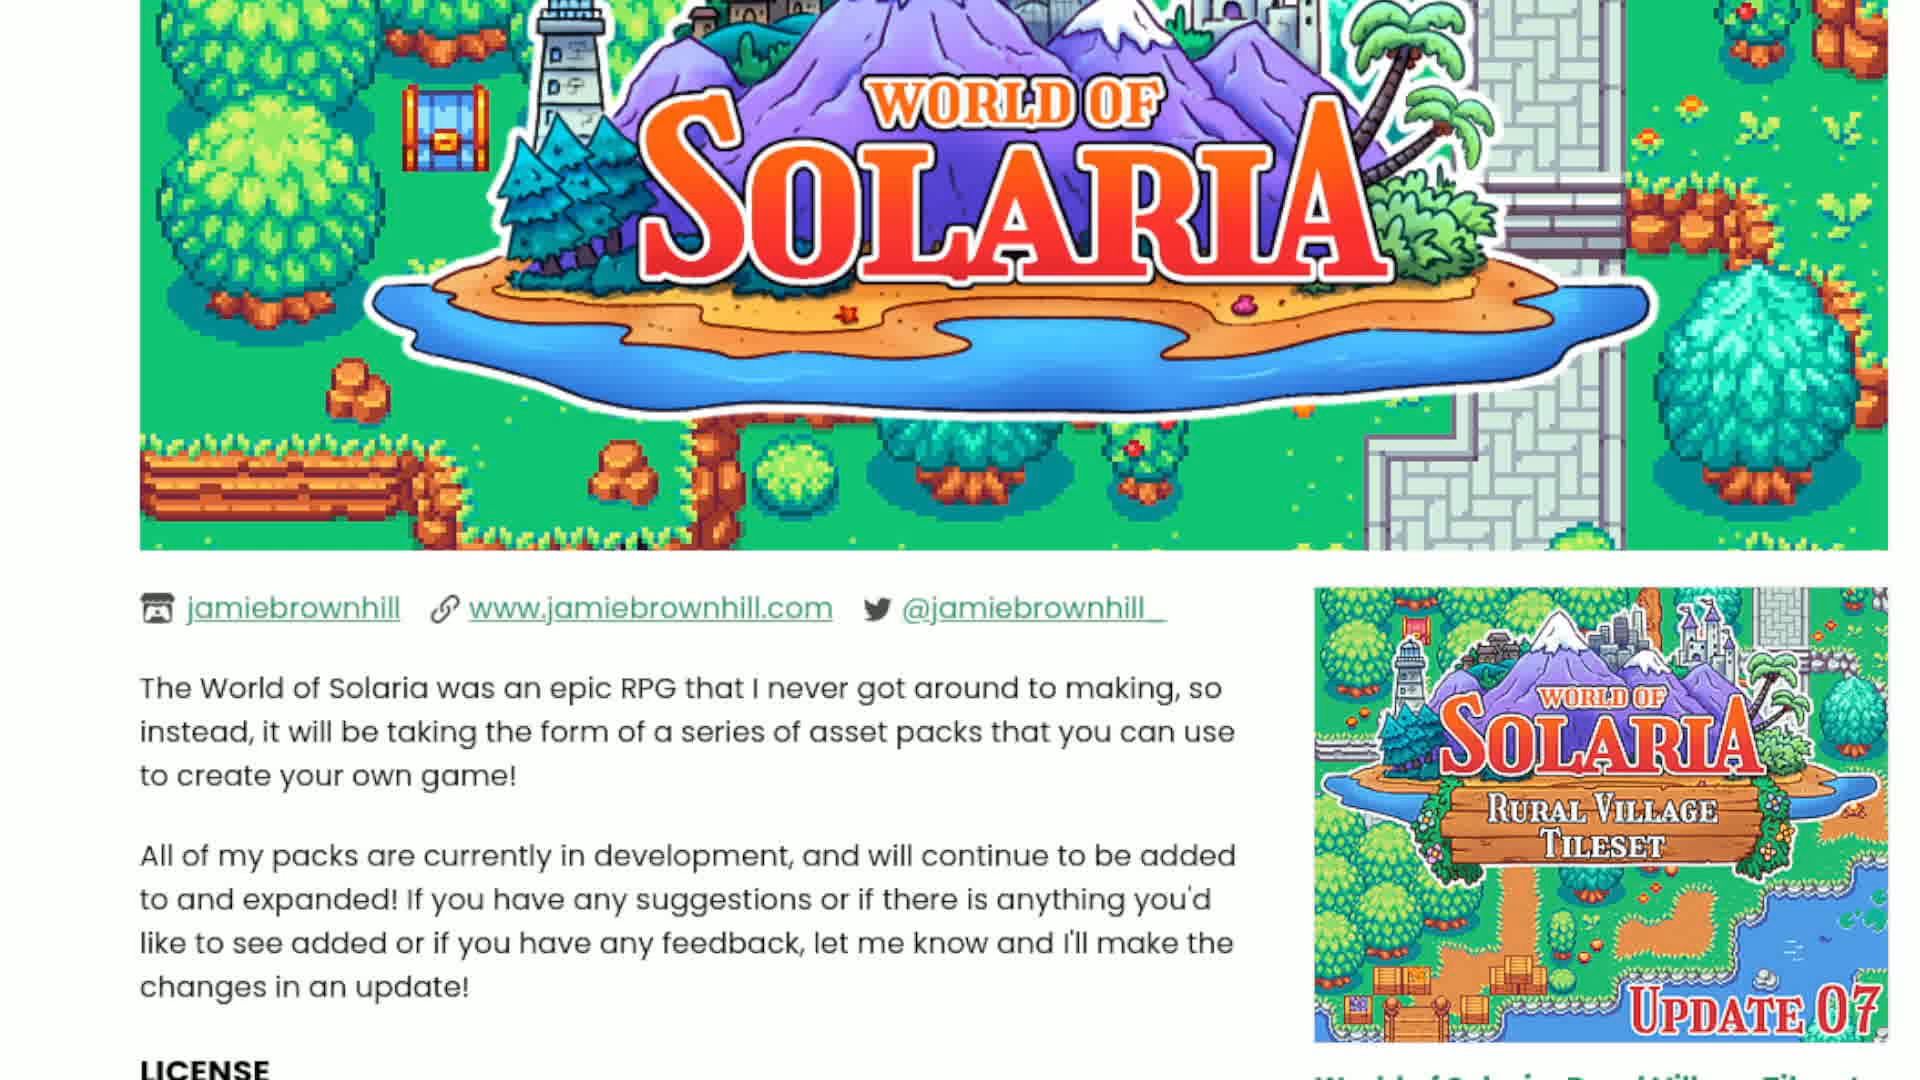 WORLD OF
SOLARIA
jamiebrownhill www.jamiebrownhill.com @jamiebrownhill_
The World of Solaria was an epic RPG that I never got around to making, so
instead, it will be taking the form of a series of asset packs that you can use
to create your own game!
All of my packs are currently in development, and will continue to be added
to and expanded! If you have any suggestions or if there is anything you'd
like to see added or if you have any feedback, let me know and I'll make the
changes in an update!
LICENSE
WORLD OF
SOLARIA
RURAL VILLAGE
TILESET
UPDATE 07